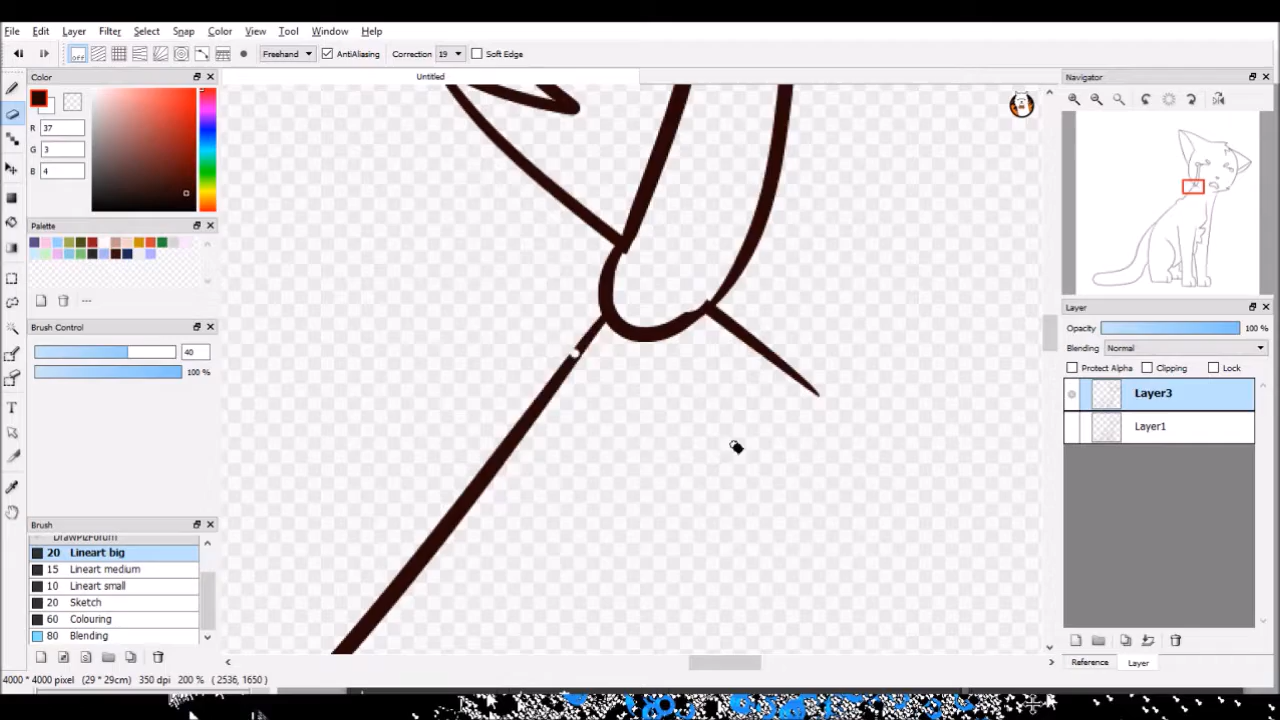 File Edit Layer Filter Select Snap Color View Tool Window Help
off Freehand AntiAliasing Correction 19 Soft Edge
Color
Untitled
Navigator
R 37
G 3
B 4
Palette
Brush Control
40
100 %
Brush
20 Lineart big
15 Lineart medium
10 Lineart small
20 Sketch
60 Colouring
80 Blending
Layer
Opacity 100 %
Blending Normal
Protect Alpha Clipping Lock
Layer3
Layer1
Reference Layer
4000 * 4000 pixel (29 * 29cm) 350 dpi 200 % ( 2536, 1650 )